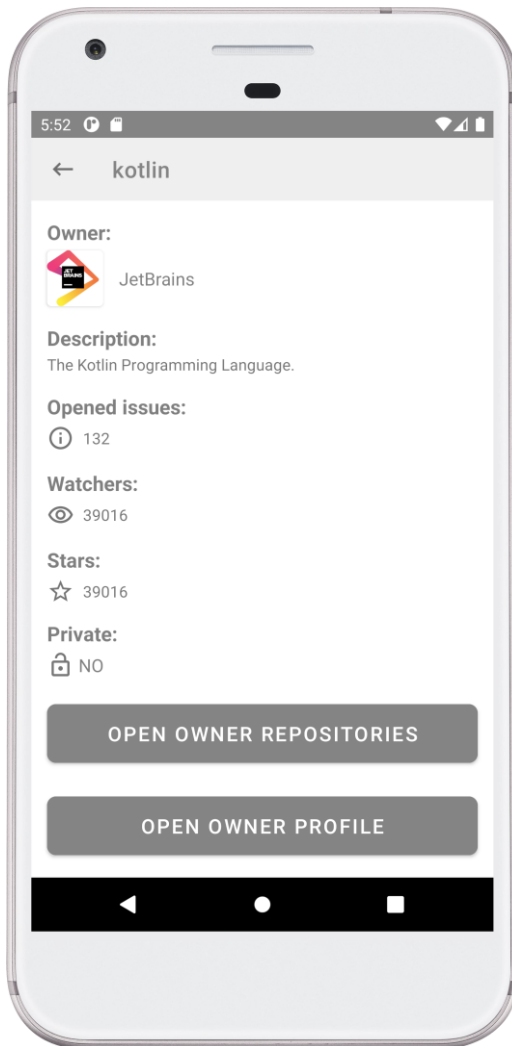 5:52
kotlin
Owner:
JET
BRAINS
JetBrains
Description:
The Kotlin Programming Language.
Opened issues:
132
Watchers:
39016
Stars:
39016
Private:
NO
OPEN OWNER REPOSITORIES
OPEN OWNER PROFILE